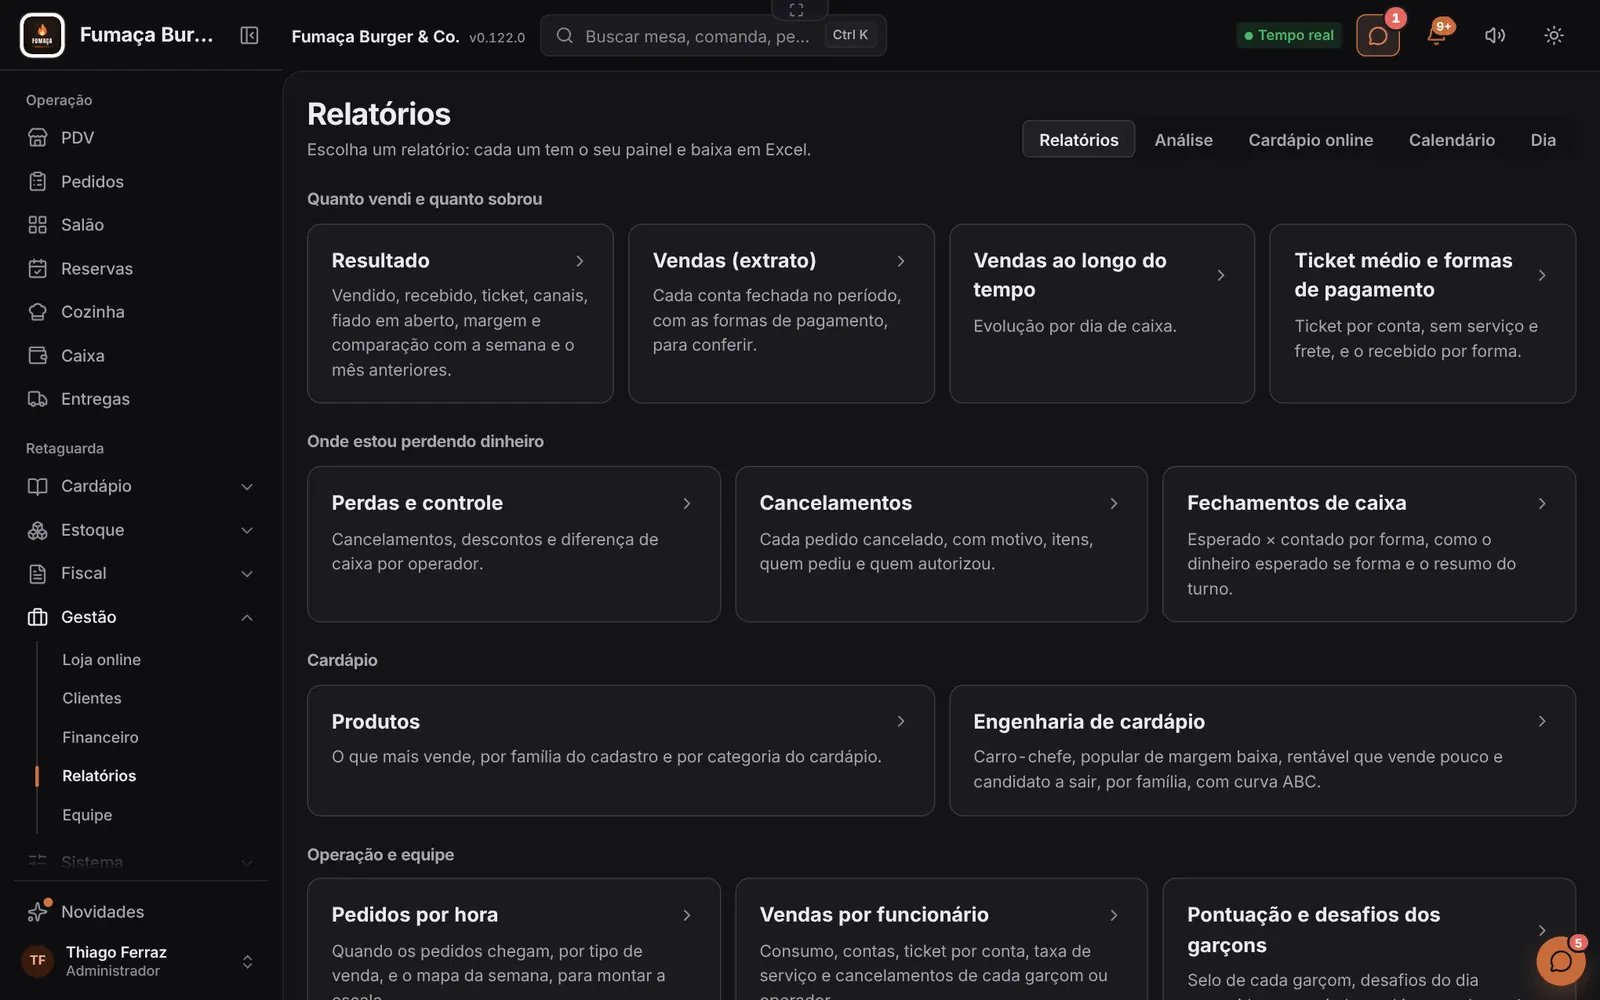 FUMAÇA
Fumaça Bur...
Fumaça Burger & Co. v0.122.0
Buscar mesa, comanda, pe...
Ctrl K
Tempo real
1
9+
Operação
PDV
Pedidos
Salão
Reservas
Cozinha
Caixa
Entregas
Retaguarda
Cardápio
Estoque
Fiscal
Gestão
Loja online
Clientes
Financeiro
Relatórios
Equipe
Sistema
Novidades
TF
Thiago Ferraz
Administrador
Relatórios
Escolha um relatório: cada um tem o seu painel e baixa em Excel.
Relatórios
Análise
Cardápio online
Calendário
Dia
Quanto vendi e quanto sobrou
Resultado
Vendido, recebido, ticket, canais,
fiado em aberto, margem e
comparação com a semana e o
mês anteriores.
Vendas (extrato)
Cada conta fechada no período,
com as formas de pagamento,
para conferir.
Vendas ao longo do
tempo
Evolução por dia de caixa.
Ticket médio e formas
de pagamento
Ticket por conta, sem serviço e
frete, e o recebido por forma.
Onde estou perdendo dinheiro
Perdas e controle
Cancelamentos, descontos e diferença de
caixa por operador.
Cancelamentos
Cada pedido cancelado, com motivo, itens,
quem pediu e quem autorizou.
Fechamentos de caixa
Esperado × contado por forma, como o
dinheiro esperado se forma e o resumo do
turno.
Cardápio
Produtos
O que mais vende, por família do cadastro e por categoria do cardápio.
Engenharia de cardápio
Carro-chefe, popular de margem baixa, rentável que vende pouco e
candidato a sair, por família, com curva ABC.
Operação e equipe
Pedidos por hora
Quando os pedidos chegam, por tipo de
venda, e o mapa da semana, para montar a
escala.
Vendas por funcionário
Consumo, contas, ticket por conta, taxa de
serviço e cancelamentos de cada garçom ou
operador.
Pontuação e desafios dos
garçons
Selo de cada garçom, desafios do dia
5